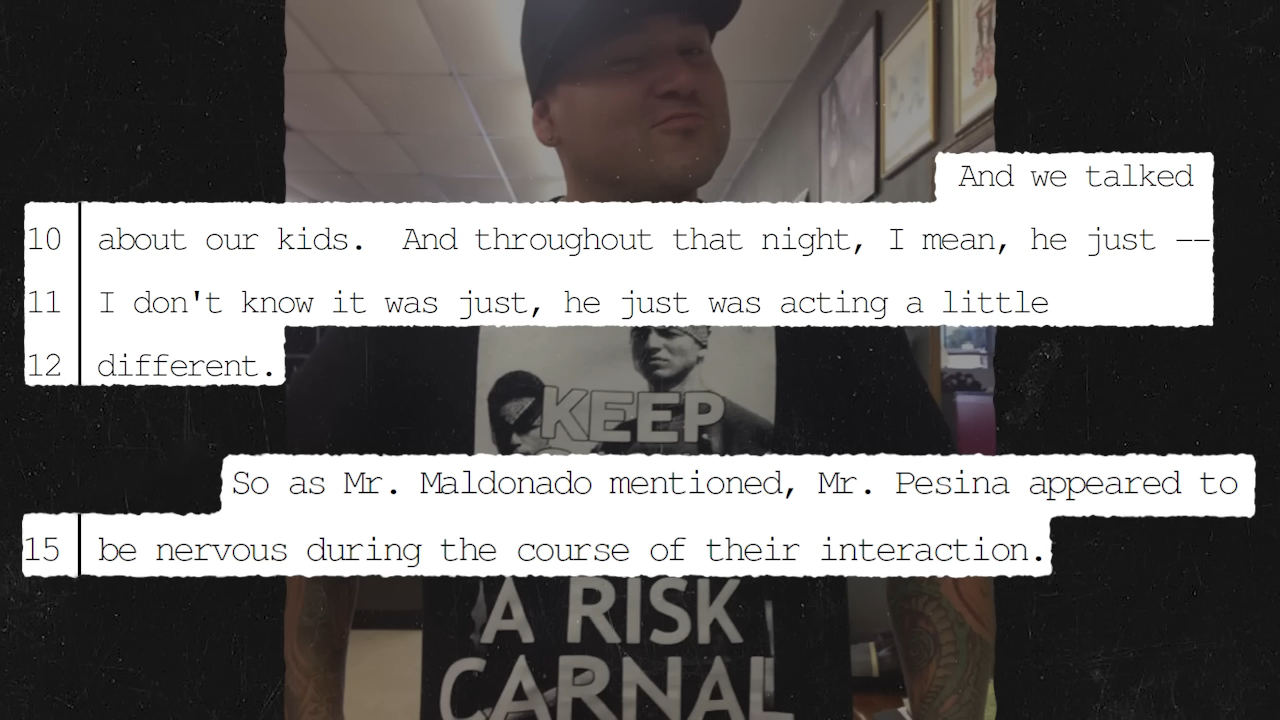 And we talked
10 about our kids. And throughout that night, I mean, he just --
11 I don't know it was just, he just was acting a little
12 different.
KEEP
So as Mr. Maldonado mentioned, Mr. Pesina appeared to
15 be nervous during the course of their interaction.
A RISK
CARNAL